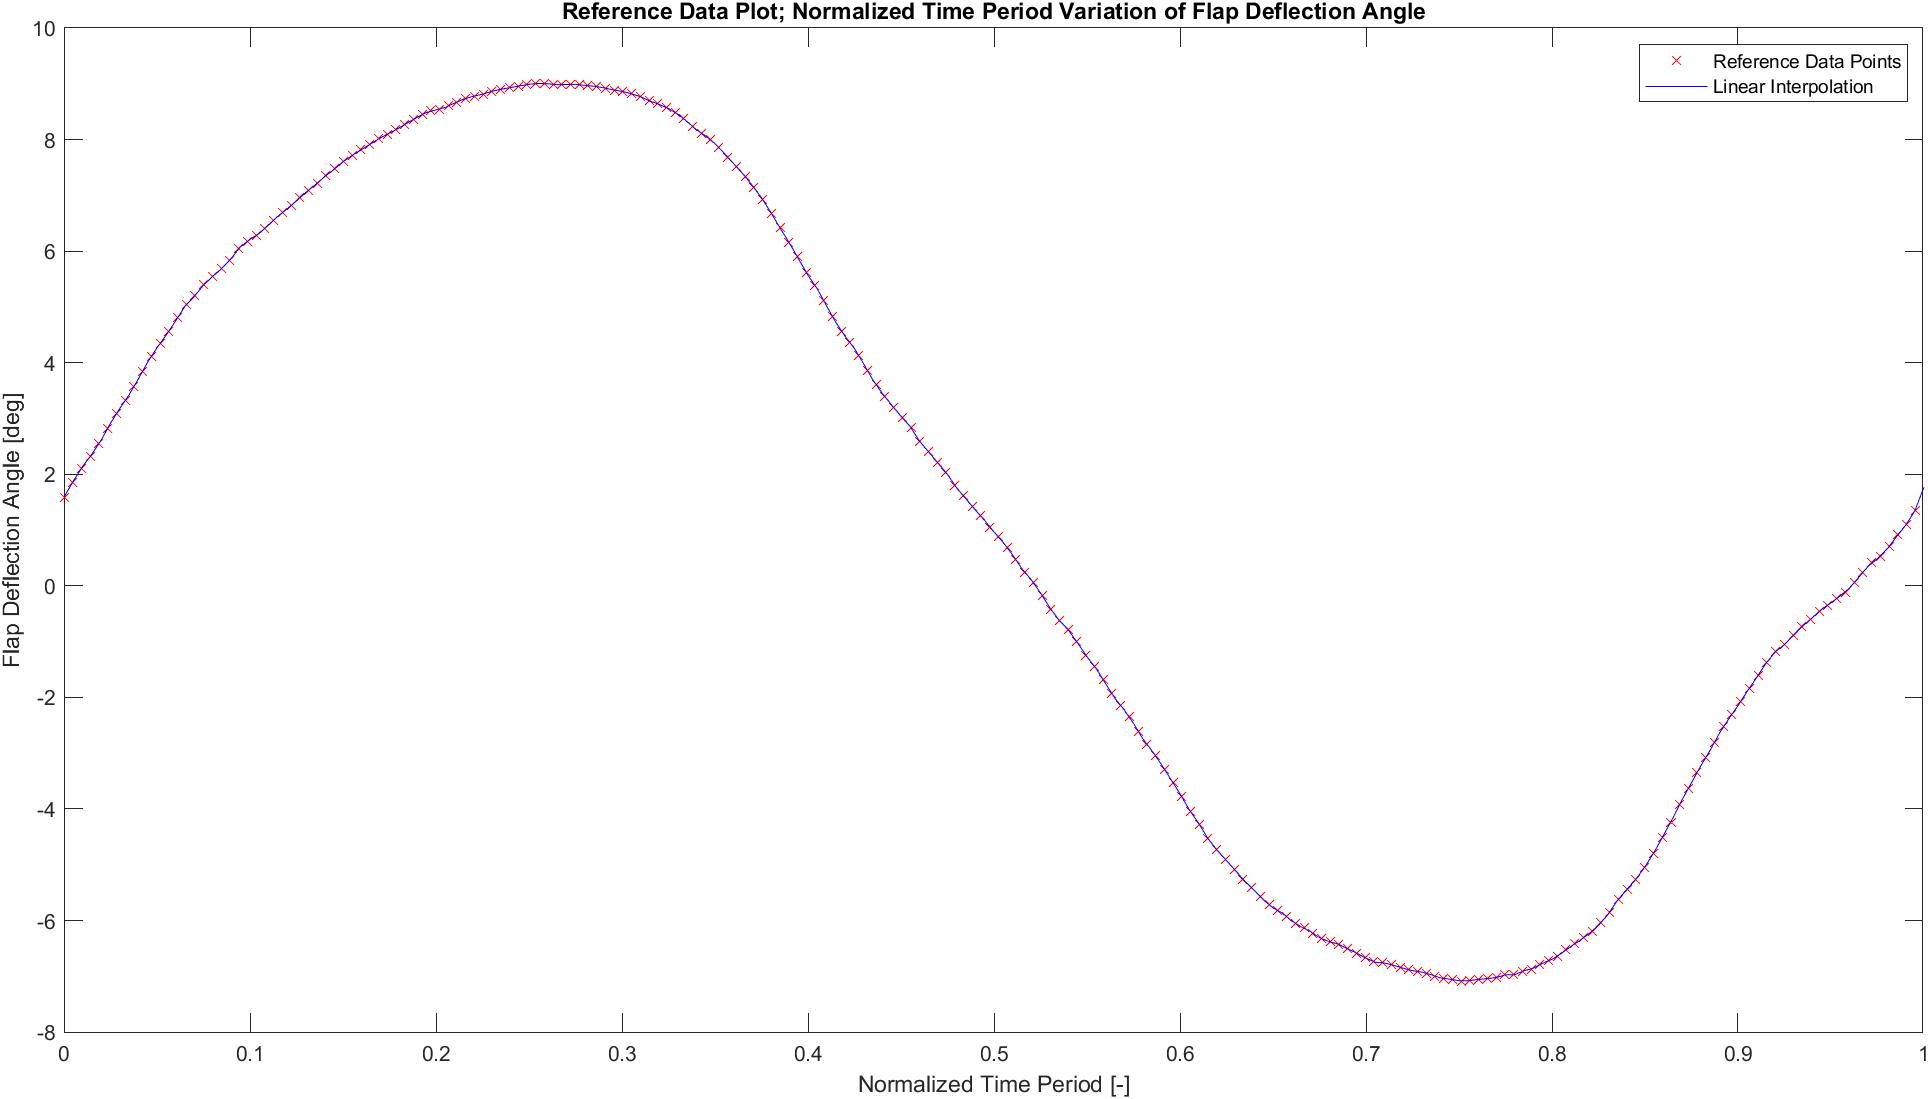 Reference Data Plot; Normalized Time Period Variation of Flap Deflection Angle
Reference Data Points
Linear Interpolation
Flap Deflection Angle [deg]
10
8
6
4
2
0
-2
-4
-6
-8
0 0.1 0.2 0.3 0.4 0.5 0.6 0.7 0.8 0.9 1
Normalized Time Period [-]